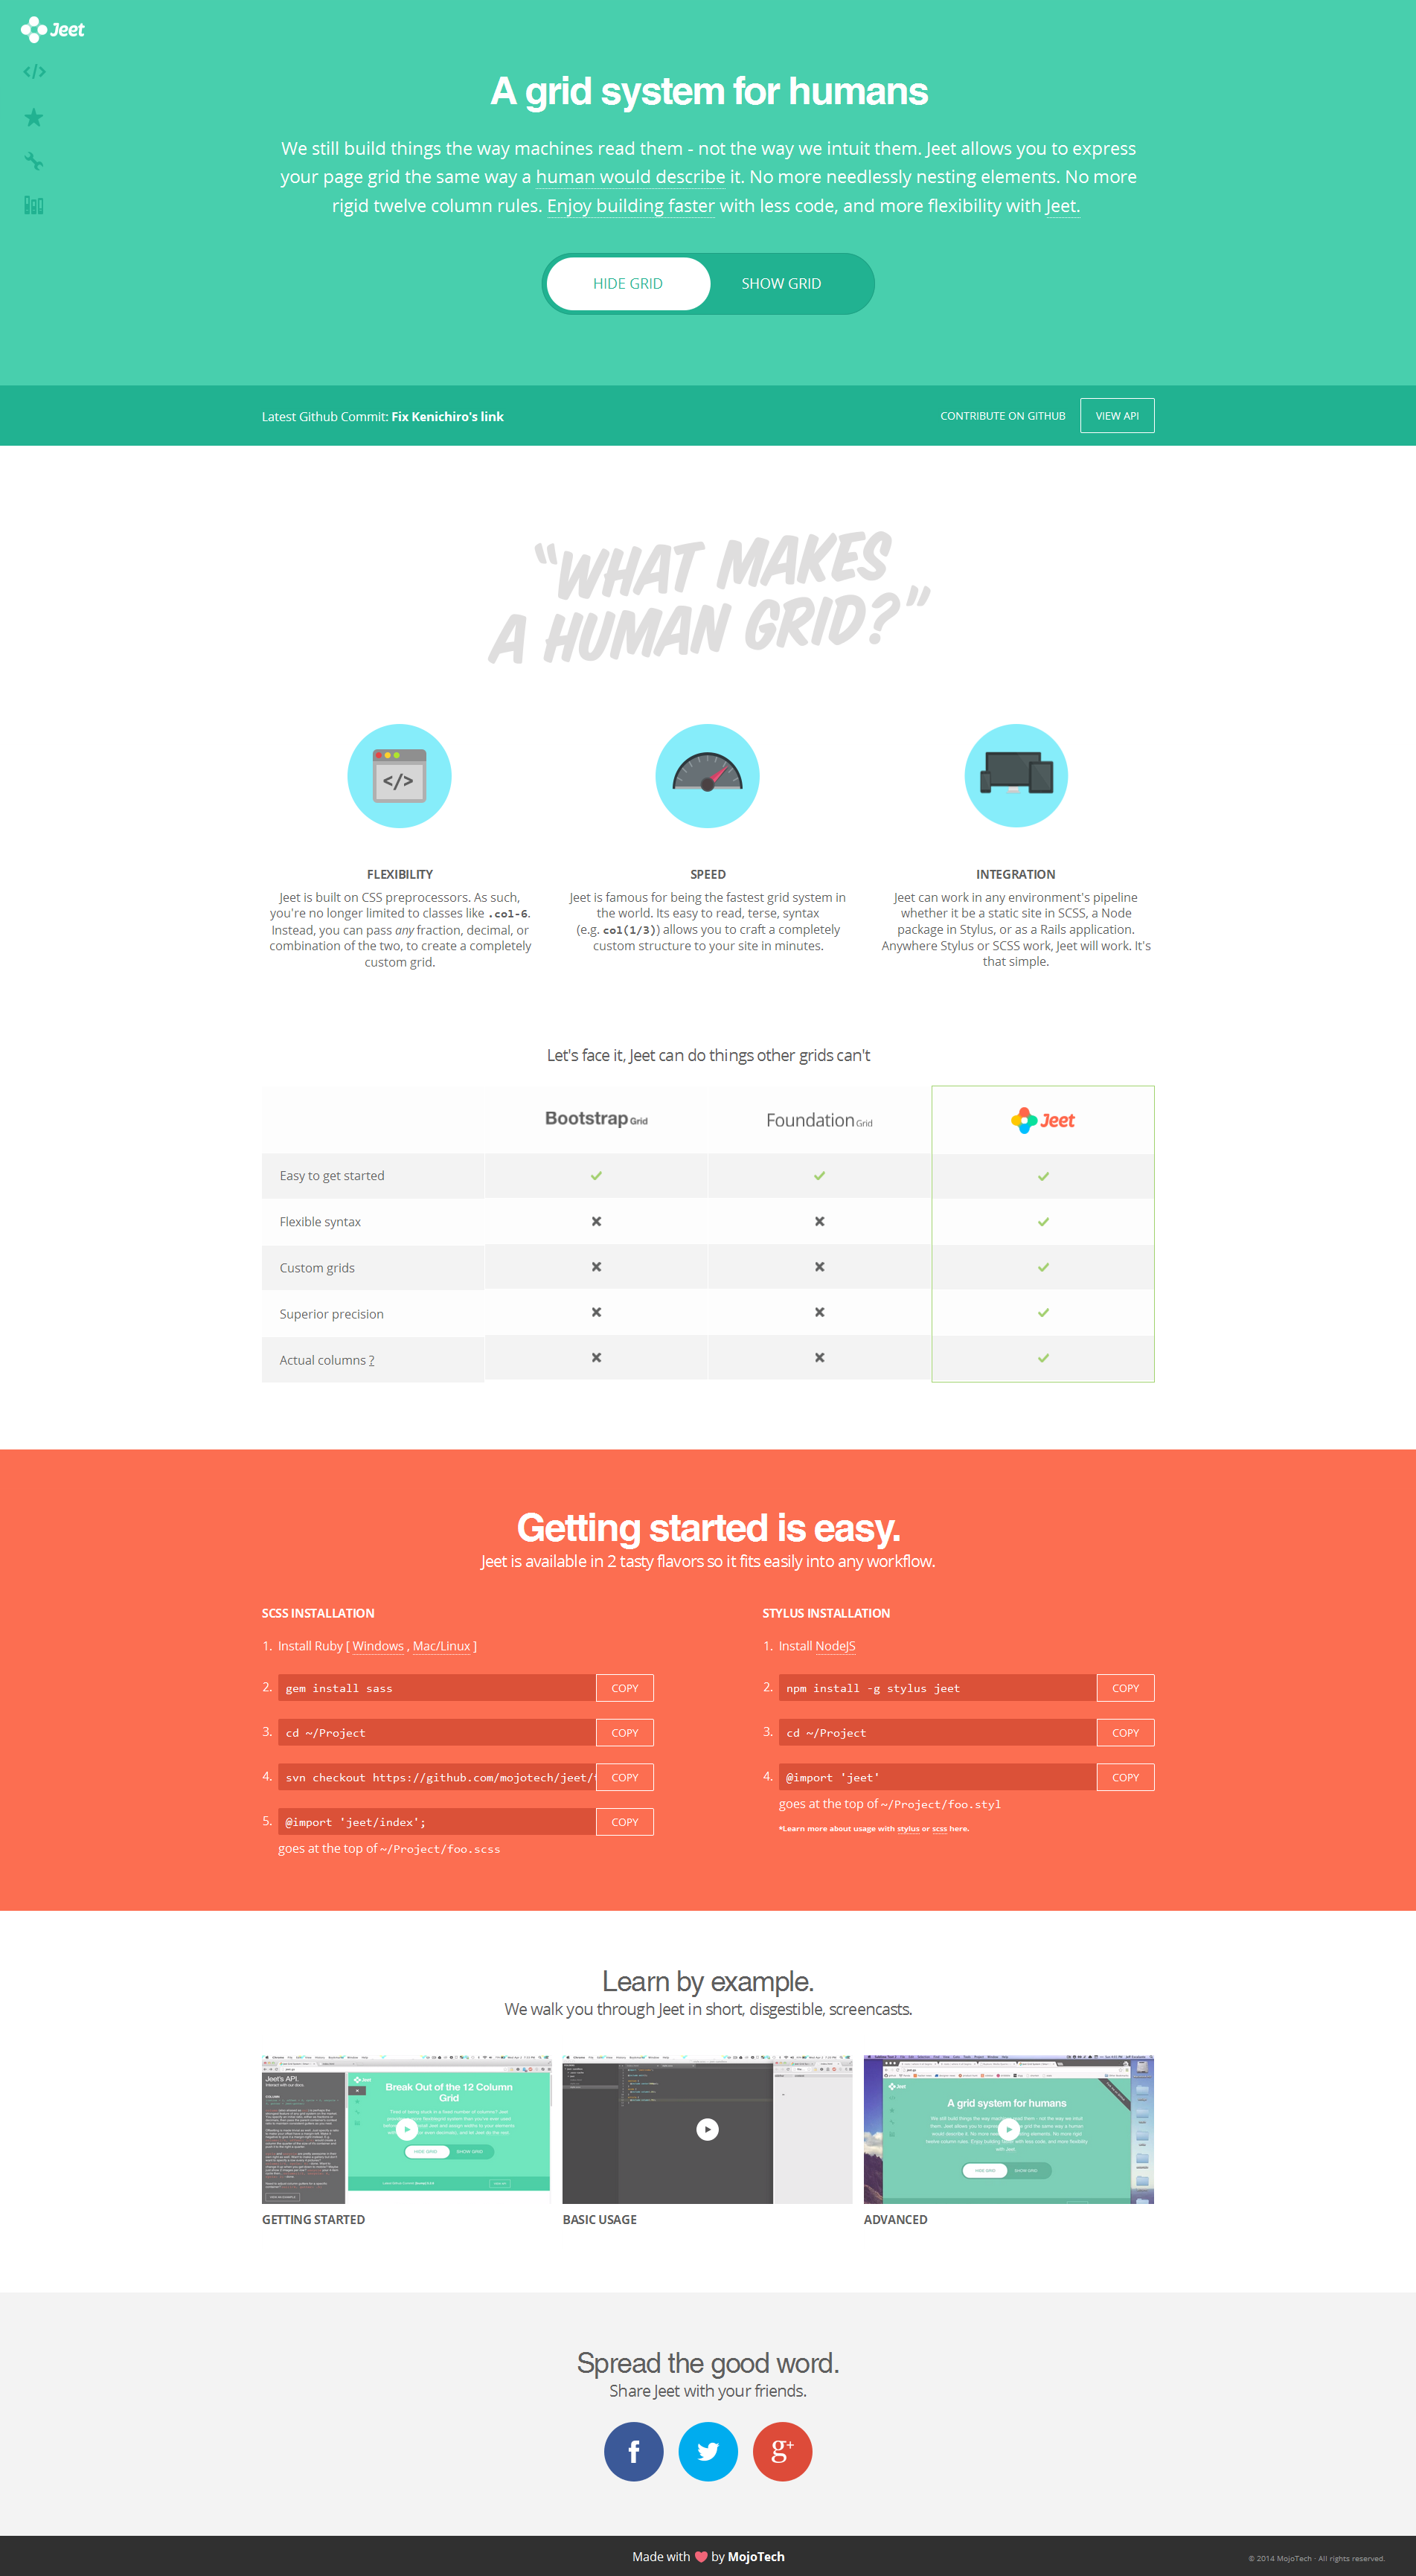 Jeet
A grid system for humans
We still build things the way machines read them - not the way we intuit them. Jeet allows you to express
your page grid the same way a human would describe it. No more needlessly nesting elements. No more
rigid twelve column rules. Enjoy building faster with less code, and more flexibility with Jeet.
HIDE GRID SHOW GRID
Latest Github Commit: Fix Kenichiro's link
CONTRIBUTE ON GITHUB VIEW API
“WHAT MAKES
A HUMAN GRID?”
</>
FLEXIBILITY
Jeet is built on CSS preprocessors. As such,
you're no longer limited to classes like .col-6.
Instead, you can pass any fraction, decimal, or
combination of the two, to create a completely
custom grid.
SPEED
Jeet is famous for being the fastest grid system in
the world. Its easy to read, terse, syntax
(e.g. col(1/3)) allows you to craft a completely
custom structure to your site in minutes.
INTEGRATION
Jeet can work in any environment's pipeline
whether it be a static site in SCSS, a Node
package in Stylus, or as a Rails application.
Anywhere Stylus or SCSS work, Jeet will work. It's
that simple.
Let's face it, Jeet can do things other grids can't
Bootstrap Grid Foundation Grid Jeet
Easy to get started
Flexible syntax
Custom grids
Superior precision
Actual columns ?
Getting started is easy.
Jeet is available in 2 tasty flavors so it fits easily into any workflow.
SCSS INSTALLATION
1. Install Ruby [ Windows , Mac/Linux ]
2. gem install sass COPY
3. cd ~/Project COPY
4. svn checkout https://github.com/mojotech/jeet/ COPY
5. @import 'jeet/index'; COPY
goes at the top of ~/Project/foo.scss
STYLUS INSTALLATION
1. Install NodeJS
2. npm install -g stylus jeet COPY
3. cd ~/Project COPY
4. @import 'jeet' COPY
goes at the top of ~/Project/foo.styl
*Learn more about usage with stylus or scss here.
Learn by example.
We walk you through Jeet in short, disgestible, screencasts.
Jeet's API.
Jeet
Break Out of the 12 Column
Grid
HIDE GRID SHOW GRID
GETTING STARTED
BASIC USAGE
Jeet
A grid system for humans
HIDE GRID SHOW GRID
ADVANCED
Spread the good word.
Share Jeet with your friends.
f
g+
Made with by MojoTech
© 2014 MojoTech · All rights reserved.